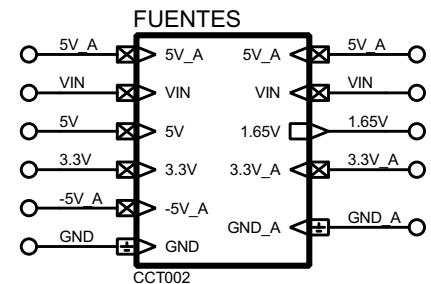 FUENTES
5V_A 5V_A 5V_A 5V_A
VIN VIN VIN VIN
5V 5V 1.65V 1.65V
3.3V 3.3V 3.3V_A 3.3V_A
-5V_A -5V_A
GND_A GND_A
GND GND
CCT002